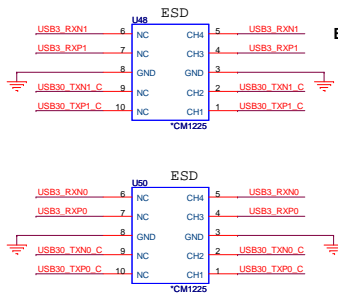 ESD
U48
USB3_RXN1 6 NC CH4 5 USB3_RXN1
USB3_RXP1 7 NC CH3 4 USB3_RXP1
8 GND GND 3
USB30_TXN1_C 9 NC CH2 2 USB30_TXN1_C
USB30_TXP1_C 10 NC CH1 1 USB30_TXP1_C
*CM1225
ESD
U50
USB3_RXN0 6 NC CH4 5 USB3_RXN0
USB3_RXP0 7 NC CH3 4 USB3_RXP0
8 GND GND 3
USB30_TXN0_C 9 NC CH2 2 USB30_TXN0_C
USB30_TXP0_C 10 NC CH1 1 USB30_TXP0_C
*CM1225